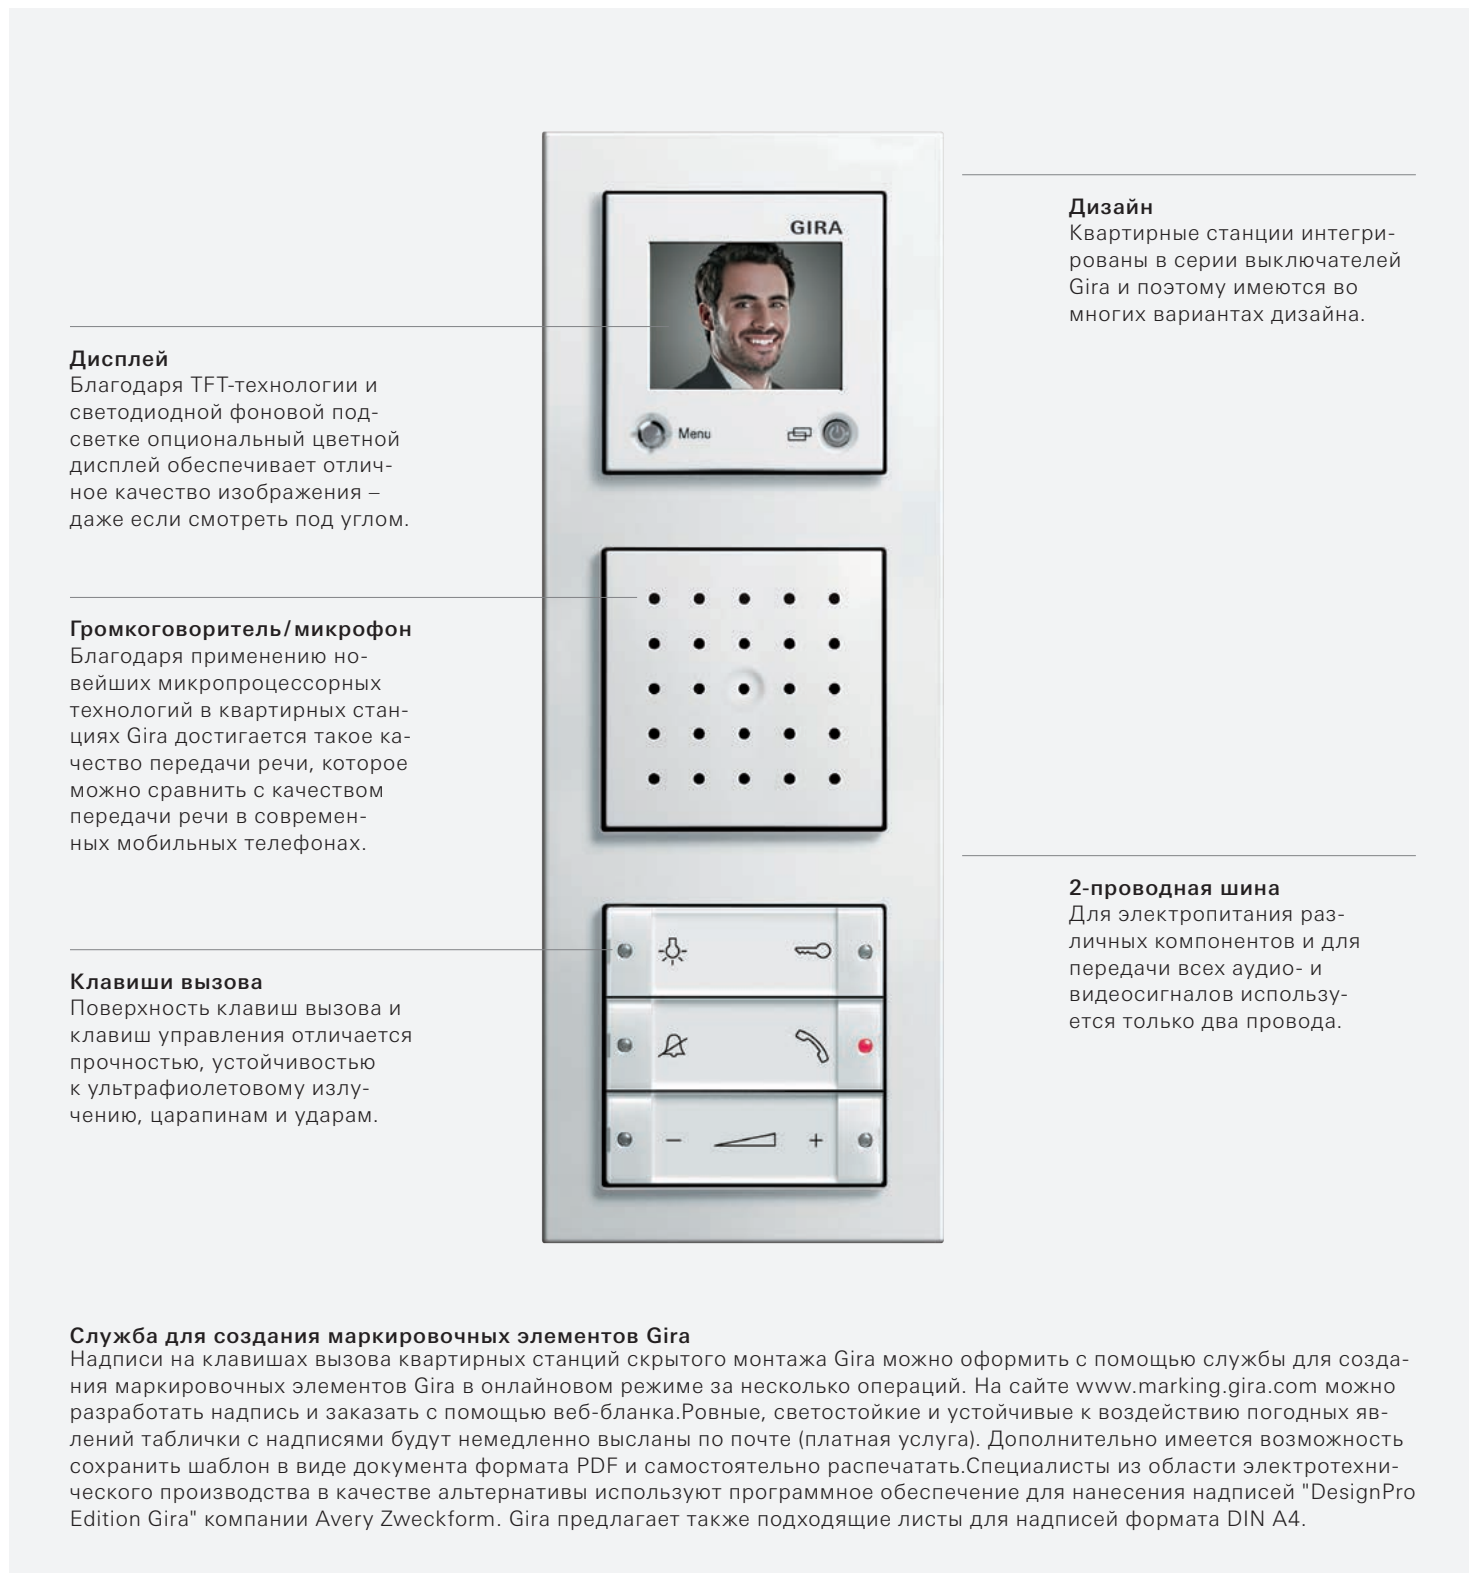 GIRA
Menu
Дисплей
Благодаря TFT-технологии и
светодиодной фоновой под-
светке опциональный цветной
дисплей обеспечивает отлич-
ное качество изображения –
даже если смотреть под углом.
Громкоговоритель/микрофон
Благодаря применению но-
вейших микропроцессорных
технологий в квартирных стан-
циях Gira достигается такое ка-
чество передачи речи, которое
можно сравнить с качеством
передачи речи в современ-
ных мобильных телефонах.
Клавиши вызова
Поверхность клавиш вызова и
клавиш управления отличается
прочностью, устойчивостью
к ультрафиолетовому излу-
чению, царапинам и ударам.
– +
Дизайн
Квартирные станции интегри-
рованы в серии выключателей
Gira и поэтому имеются во
многих вариантах дизайна.
2-проводная шина
Для электропитания раз-
личных компонентов и для
передачи всех аудио- и
видеосигналов использу-
ется только два провода.
Служба для создания маркировочных элементов Gira
Надписи на клавишах вызова квартирных станций скрытого монтажа Gira можно оформить с помощью службы для созда-
ния маркировочных элементов Gira в онлайновом режиме за несколько операций. На сайте www.marking.gira.com можно
разработать надпись и заказать с помощью веб-бланка.Ровные, светостойкие и устойчивые к воздействию погодных яв-
лений таблички с надписями будут немедленно высланы по почте (платная услуга). Дополнительно имеется возможность
сохранить шаблон в виде документа формата PDF и самостоятельно распечатать.Специалисты из области электротехни-
ческого производства в качестве альтернативы используют программное обеспечение для нанесения надписей "DesignPro
Edition Gira" компании Avery Zweckform. Gira предлагает также подходящие листы для надписей формата DIN A4.